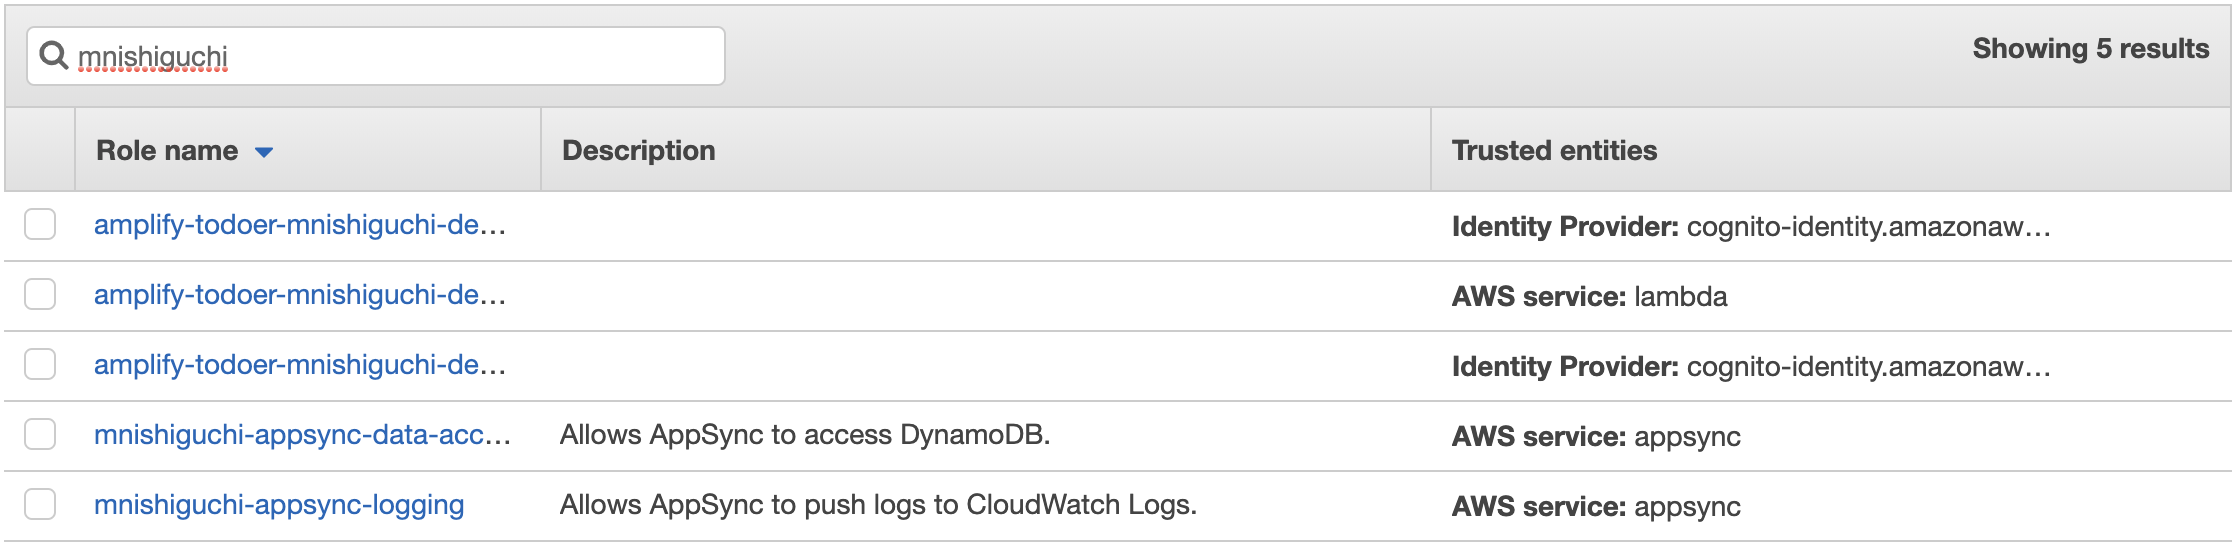 mnishiguchi
Showing 5 results
Role name Description Trusted entities
amplify-todoer-mnishiguchi-de... Identity Provider: cognito-identity.amazonaw...
amplify-todoer-mnishiguchi-de... AWS service: lambda
amplify-todoer-mnishiguchi-de... Identity Provider: cognito-identity.amazonaw...
mnishiguchi-appsync-data-acc... Allows AppSync to access DynamoDB. AWS service: appsync
mnishiguchi-appsync-logging Allows AppSync to push logs to CloudWatch Logs. AWS service: appsync